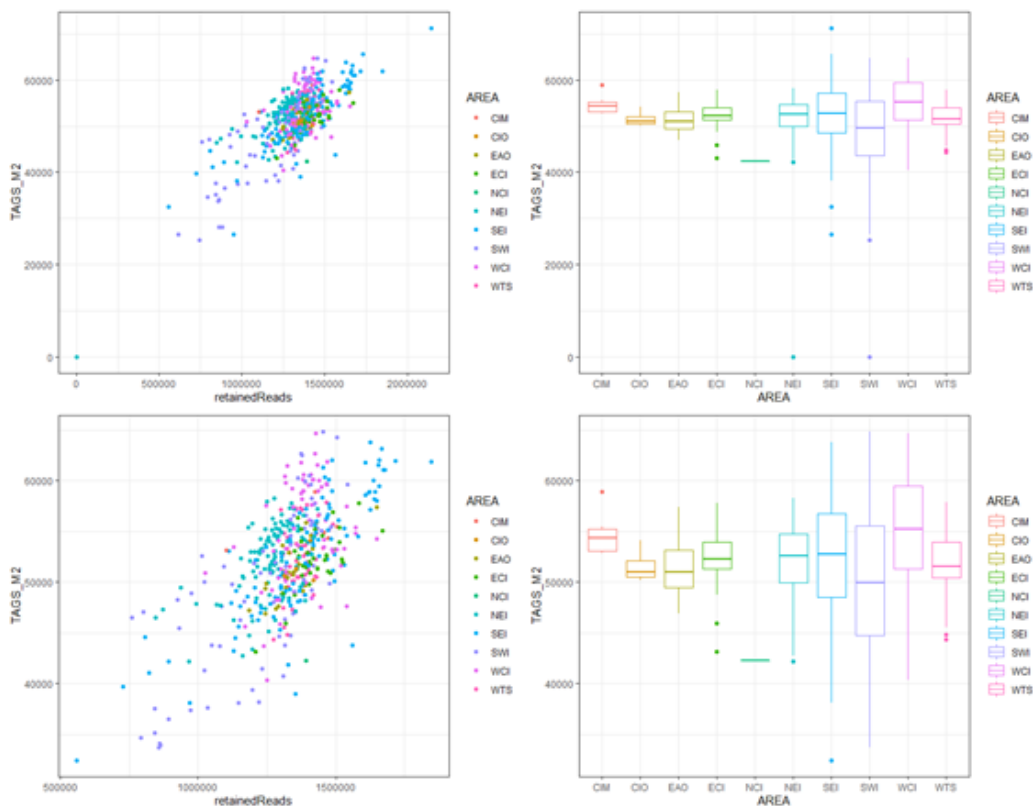 TAGS_M2
60000
40000
20000
0
0
500000
1000000
1500000
2000000
retainedReads
AREA
CIM
CIO
EAO
ECI
NCI
NEI
SEI
SWI
WCI
WTS
TAGS_M2
60000
40000
20000
0
CIM CIO EAO ECI NCI NEI SEI SWI WCI WTS
AREA
AREA
CIM
CIO
EAO
ECI
NCI
NEI
SEI
SWI
WCI
WTS
TAGS_M2
60000
50000
40000
500000
1000000
1500000
retainedReads
AREA
CIM
CIO
EAO
ECI
NCI
NEI
SEI
SWI
WCI
WTS
TAGS_M2
60000
50000
40000
CIM CIO EAO ECI NCI NEI SEI SWI WCI WTS
AREA
AREA
CIM
CIO
EAO
ECI
NCI
NEI
SEI
SWI
WCI
WTS